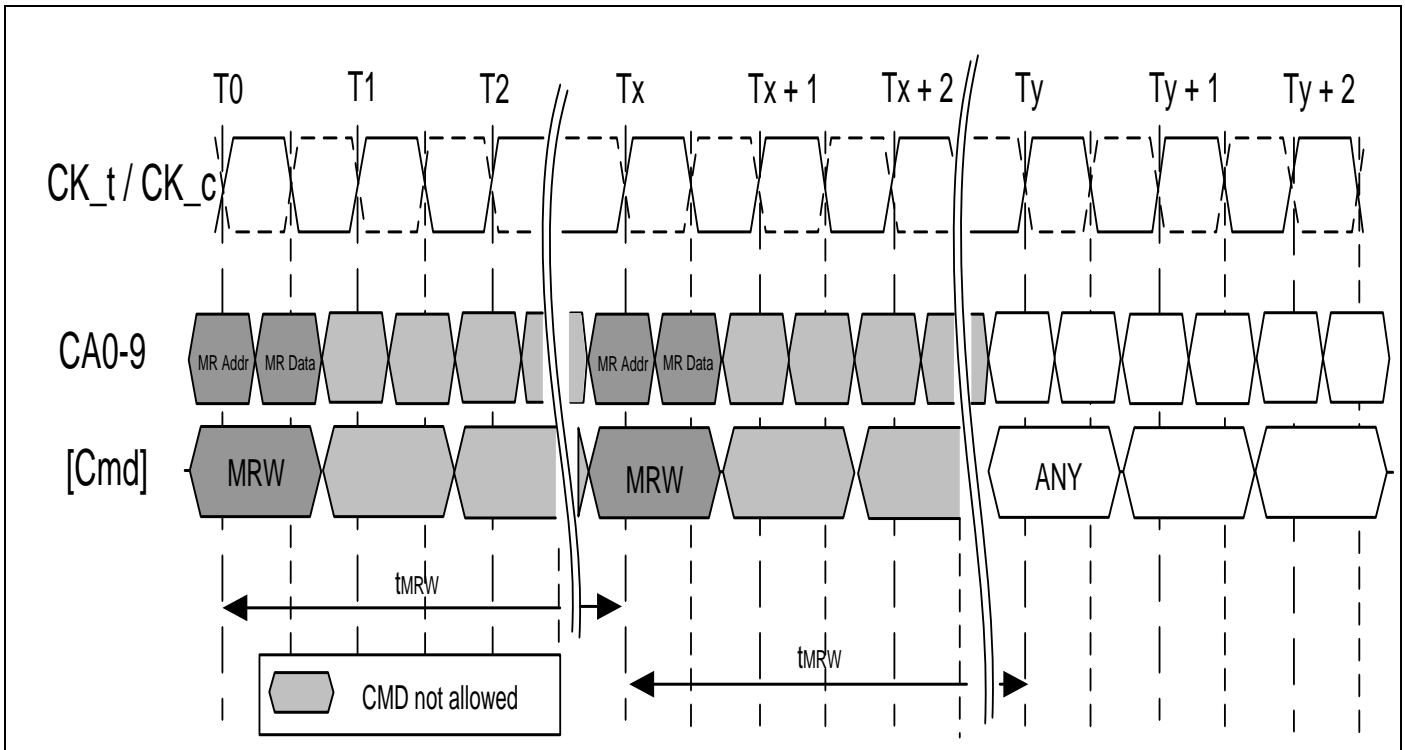 T0 T1 T2 Tx Tx + 1 Tx + 2 Ty Ty + 1 Ty + 2
CK_t / CK_c
CA0-9 MR Addr MR Data MR Addr MR Data
[Cmd] MRW MRW ANY
tMRW
tMRW
CMD not allowed